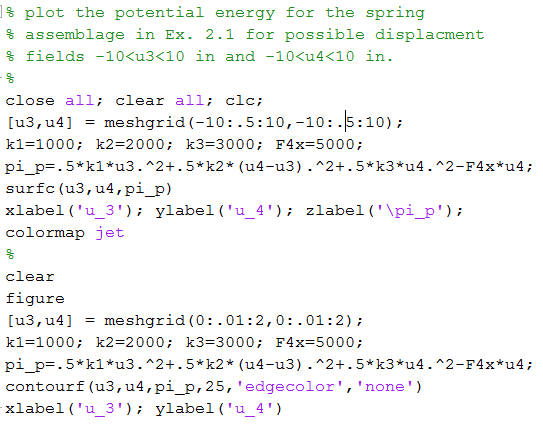 % plot the potential energy for the spring
% assemblage in Ex. 2.1 for possible displacment
% fields -10<u3<10 in and -10<u4<10 in.
%
close all; clear all; clc;
[u3,u4] = meshgrid(-10:.5:10,-10:.5:10);
k1=1000; k2=2000; k3=3000; F4x=5000;
pi_p=.5*k1*u3.^2+.5*k2*(u4-u3).^2+.5*k3*u4.^2-F4x*u4;
surfc(u3,u4,pi_p)
xlabel('u_3'); ylabel('u_4'); zlabel('\pi_p');
colormap jet
%
clear
figure
[u3,u4] = meshgrid(0:.01:2,0:.01:2);
k1=1000; k2=2000; k3=3000; F4x=5000;
pi_p=.5*k1*u3.^2+.5*k2*(u4-u3).^2+.5*k3*u4.^2-F4x*u4;
contourf(u3,u4,pi_p,25,'edgecolor','none')
xlabel('u_3'); ylabel('u_4')